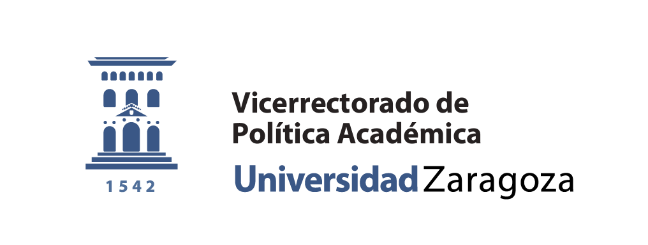 1542
Vicerrectorado de
Política Académica
Universidad Zaragoza